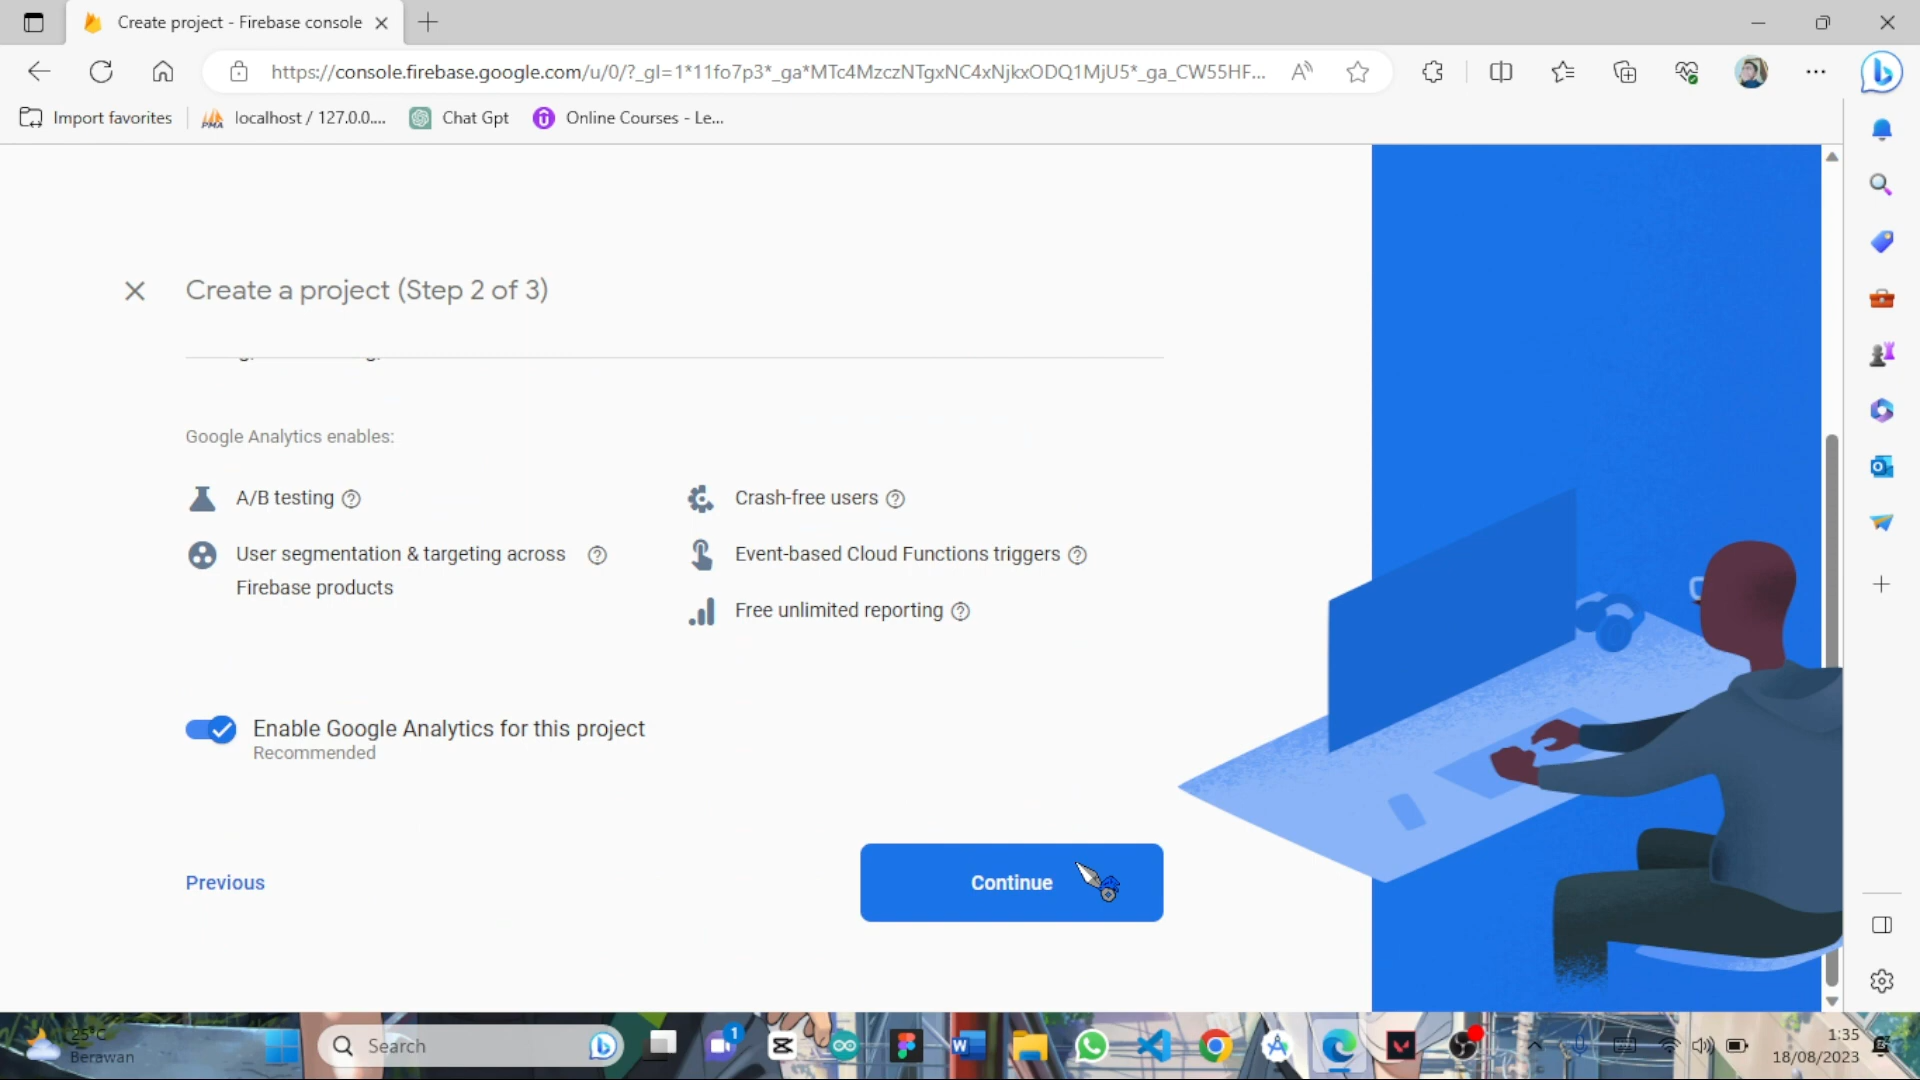 Create project - Firebase console
https://console.firebase.google.com/u/0/?_gl=1*11fo7p3*_ga*MTc4MzczNTgxNC4xNjkxODQ1MjU5*_ga_CW55HF...
Import favorites
localhost / 127.0.0....
Chat Gpt
Online Courses - Le...
Create a project (Step 2 of 3)
Google Analytics enables:
A/B testing
Crash-free users
User segmentation & targeting across
Firebase products
Event-based Cloud Functions triggers
Free unlimited reporting
Enable Google Analytics for this project
Recommended
Previous
Continue
25°C
Berawan
Search
1
1:35
18/08/2023